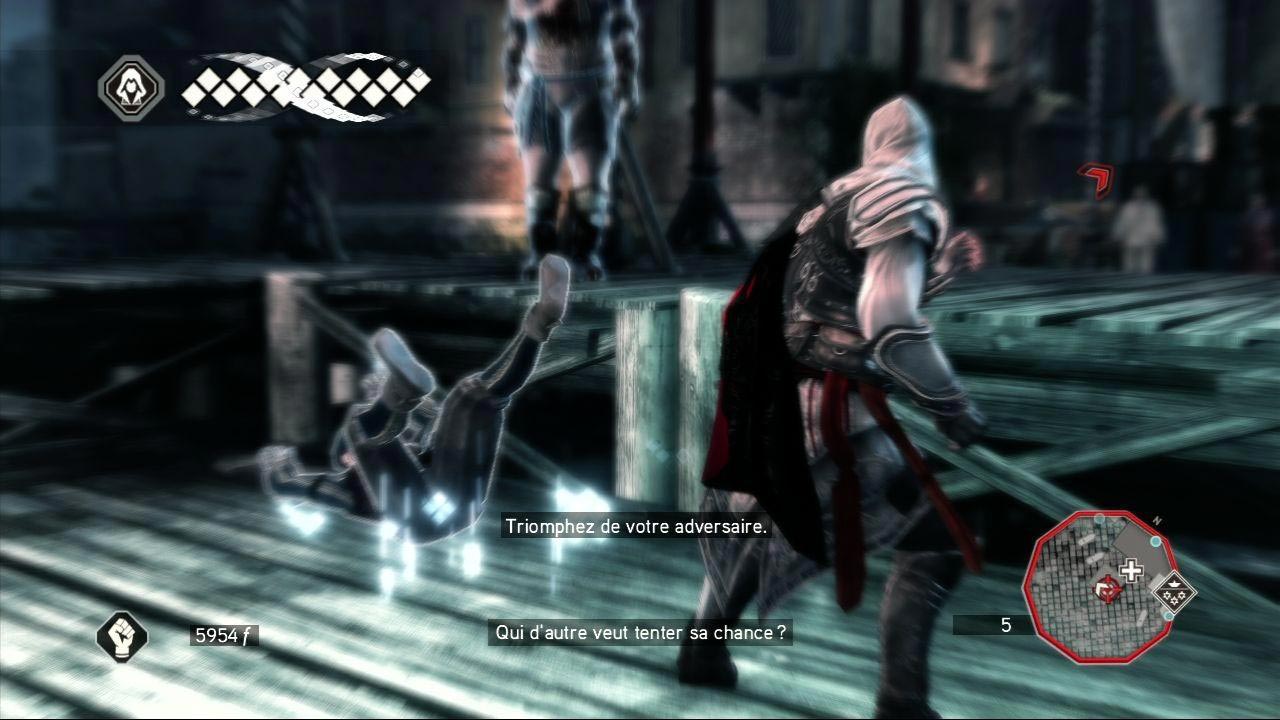 N
Triomphez de votre adversaire.
5
Qui d'autre veut tenter sa chance ?
5954 ƒ